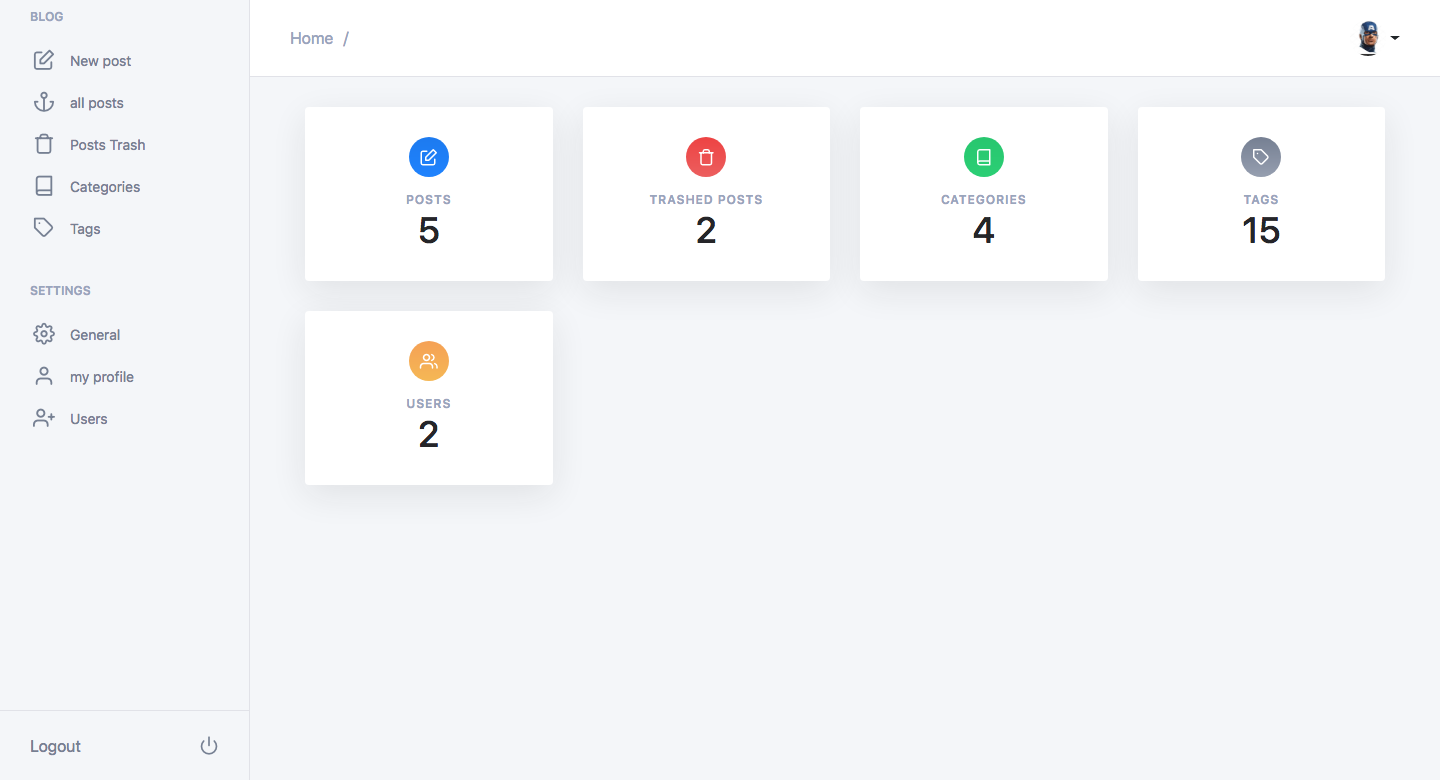 BLOG
New post
all posts
Posts Trash
Categories
Tags
SETTINGS
General
my profile
Users
Logout
Home /
POSTS
5
TRASHED POSTS
2
CATEGORIES
4
TAGS
15
USERS
2